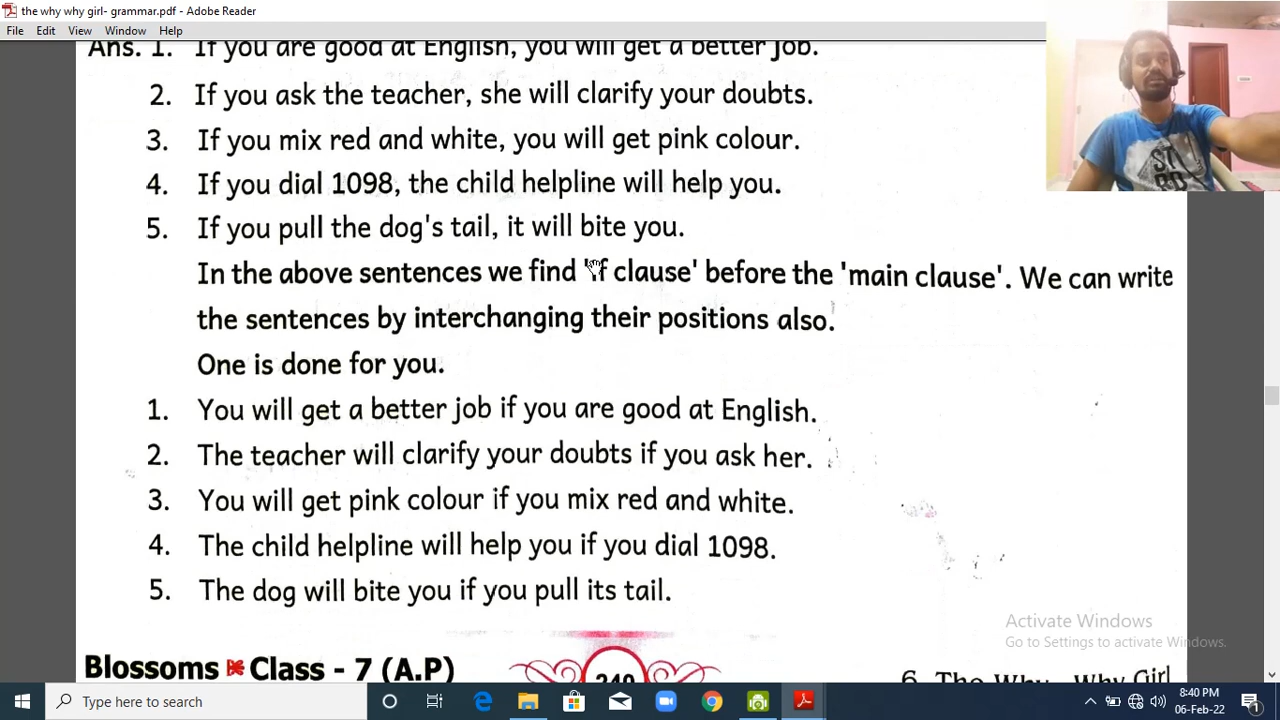 the why why girl- grammar.pdf - Adobe Reader
File Edit View Window Help
Ans. 1. If you are good at English, you will get a better job.
2. If you ask the teacher, she will clarify your doubts.
3. If you mix red and white, you will get pink colour.
4. If you dial 1098, the child helpline will help you.
5. If you pull the dog's tail, it will bite you.
In the above sentences we find 'if clause' before the 'main clause'. We can write
the sentences by interchanging their positions also.
One is done for you.
1. You will get a better job if you are good at English.
2. The teacher will clarify your doubts if you ask her.
3. You will get pink colour if you mix red and white.
4. The child helpline will help you if you dial 1098.
5. The dog will bite you if you pull its tail.
Activate Windows
Go to Settings to activate Windows.
Blossoms Class - 7 (A.P) 240 6. The Why - Why Girl
Type here to search
8:40 PM
06-Feb-22